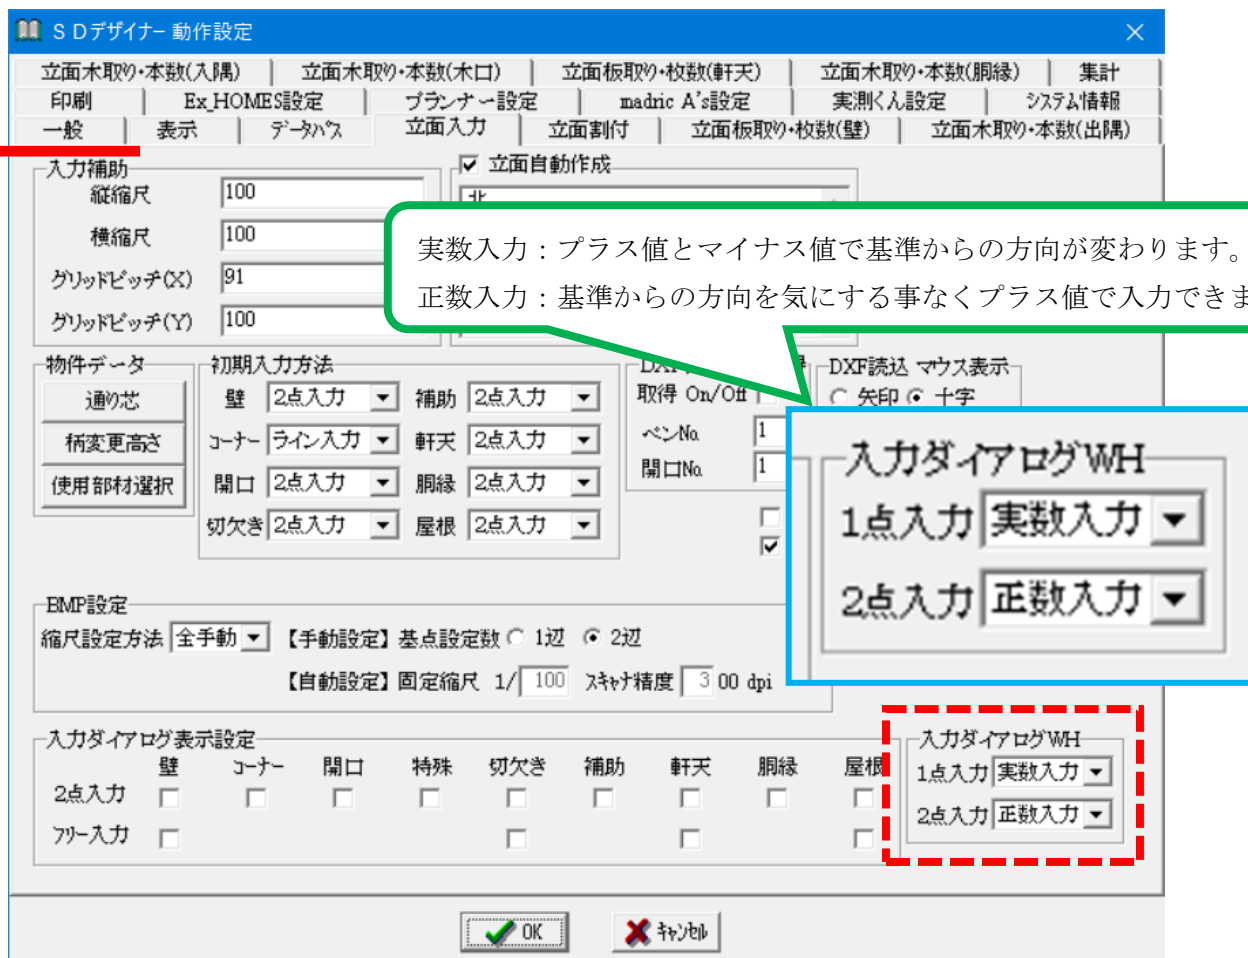 ＳＤデザイナー 動作設定
立面木取り・本数(入隅) 立面木取り・本数(木口) 立面板取り・枚数(軒天) 立面木取り・本数(胴縁) 集計
印刷 Ex_HOMES設定 プランナー設定 madric A's設定 実測くん設定 システム情報
一般 表示 データパス 立面入力 立面割付 立面板取り・枚数(壁) 立面木取り・本数(出隅)
入力補助
縦縮尺 100
横縮尺 100
グリッドピッチ(X) 91
グリッドピッチ(Y) 100
立面自動作成
北
実数入力：プラス値とマイナス値で基準からの方向が変わります。
正数入力：基準からの方向を気にする事なくプラス値で入力できま
物件データ
通り芯
柄変更高さ
使用部材選択
初期入力方法
壁 2点入力 補助 2点入力
コーナー ライン入力 軒天 2点入力
開口 2点入力 胴縁 2点入力
切欠き 2点入力 屋根 2点入力
取得 On/Off
ペンNo. 1
開口No. 1
DXF読込 マウス表示
矢印 十字
入力ダイアログWH
1点入力 実数入力
2点入力 正数入力
BMP設定
縮尺設定方法 全手動 【手動設定】基点設定数 1辺 2辺
【自動設定】固定縮尺 1/ 100 スキャナ精度 3 00 dpi
入力ダイアログ表示設定
壁 コーナー 開口 特殊 切欠き 補助 軒天 胴縁 屋根
2点入力
フリー入力
入力ダイアログWH
1点入力 実数入力
2点入力 正数入力
OK キャンセル